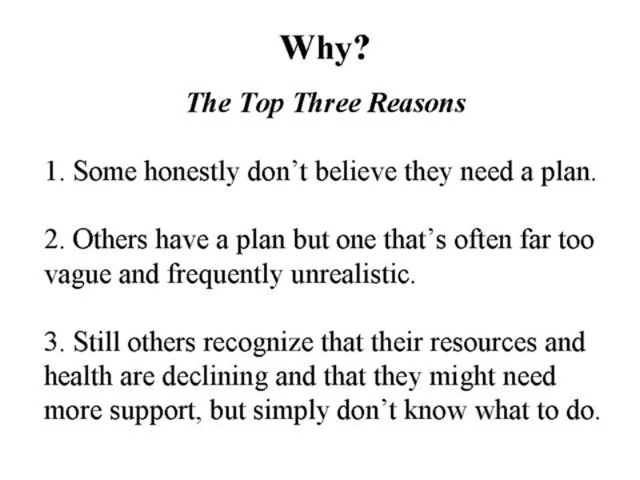 Why?
The Top Three Reasons
1. Some honestly don’t believe they need a plan.
2. Others have a plan but one that’s often far too
vague and frequently unrealistic.
3. Still others recognize that their resources and
health are declining and that they might need
more support, but simply don’t know what to do.